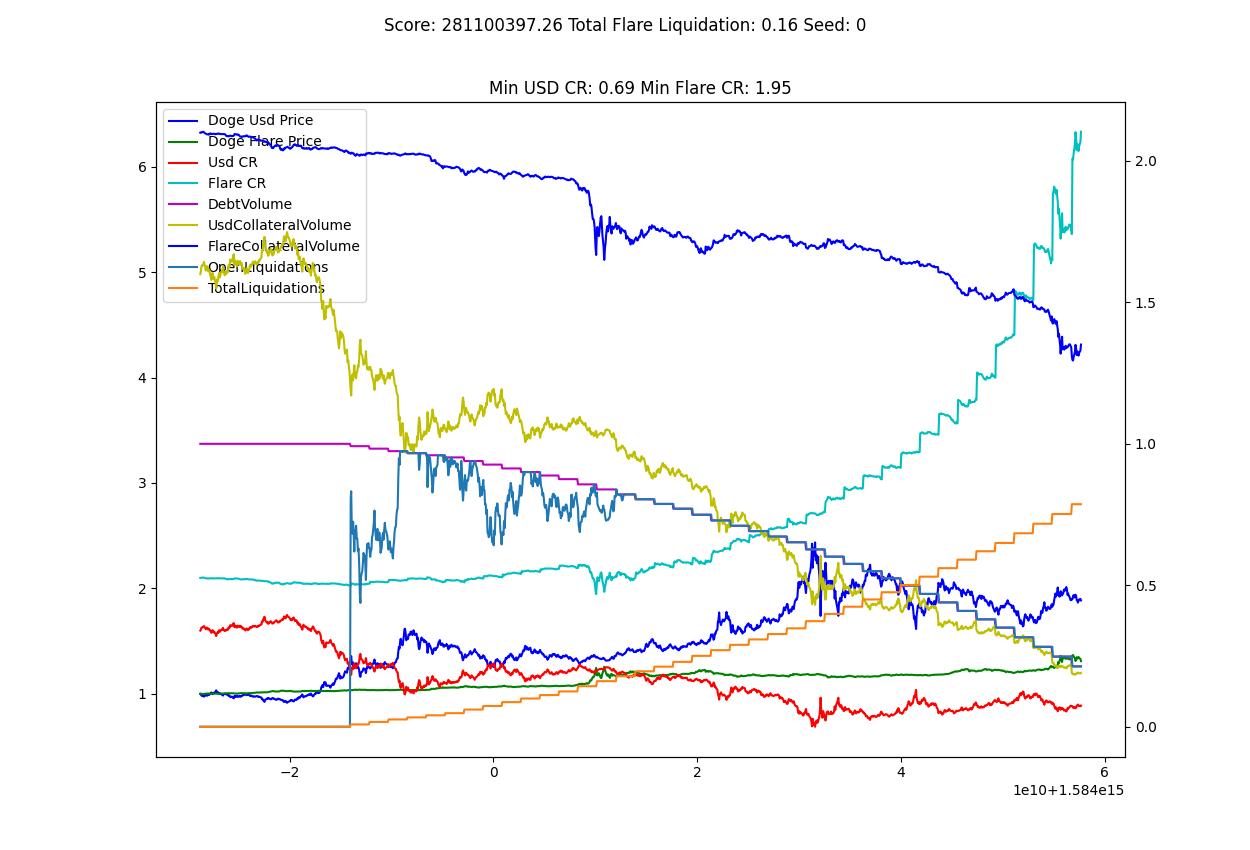 Score: 281100397.26 Total Flare Liquidation: 0.16 Seed: 0
Min USD CR: 0.69 Min Flare CR: 1.95
Doge Usd Price
Doge Flare Price
Usd CR
Flare CR
DebtVolume
UsdCollateralVolume
FlareCollateralVolume
OpenLiquidations
TotalLiquidations
6
5
4
3
2
1
2.0
1.5
1.0
0.5
0.0
−2
0
2
4
6
1e10+1.584e15